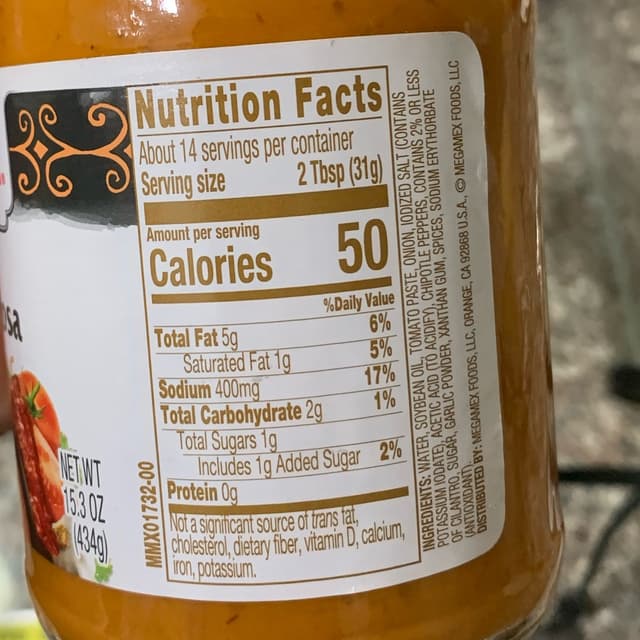 sa
NET WT
15.3 OZ
(434g)
MMX01732-00
Nutrition Facts
About 14 servings per container
Serving size 2 Tbsp (31g)
Amount per serving
Calories 50
%Daily Value
Total Fat 5g 6%
Saturated Fat 1g 5%
Sodium 400mg 17%
Total Carbohydrate 2g 1%
Total Sugars 1g
Includes 1g Added Sugar 2%
Protein 0g
Not a significant source of trans fat,
cholesterol, dietary fiber, vitamin D, calcium,
iron, potassium.
INGREDIENTS: WATER, SOYBEAN OIL, TOMATO PASTE, ONION, IODIZED SALT (CONTAINS
POTASSIUM IODATE), ACETIC ACID (TO ACIDIFY), CHIPOTLE PEPPERS, CONTAINS 2% OR LESS
OF CILANTRO, SUGAR, GARLIC POWDER, XANTHAN GUM, SPICES, SODIUM ERYTHORBATE
(ANTIOXIDANT).
DISTRIBUTED BY: MEGAMEX FOODS, LLC, ORANGE, CA 92868 U.S.A., © MEGAMEX FOODS, LLC